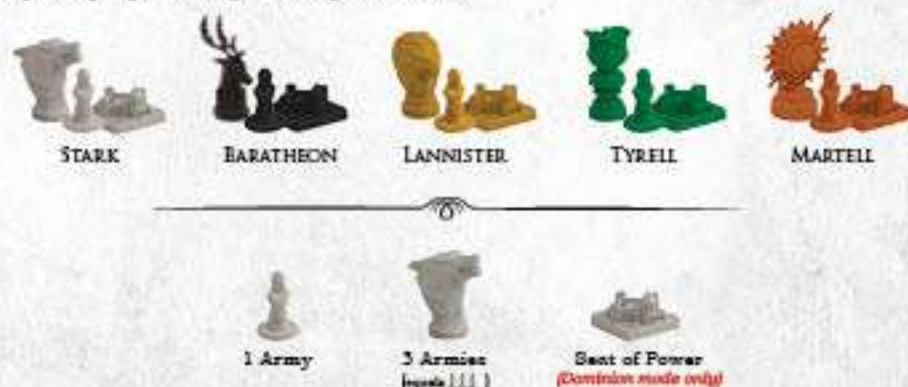 STARK
BARATHEON
LANNISTER
TYRELL
MARTELL
1 Army
3 Armies
Seat of Power
(Dominion mode only)